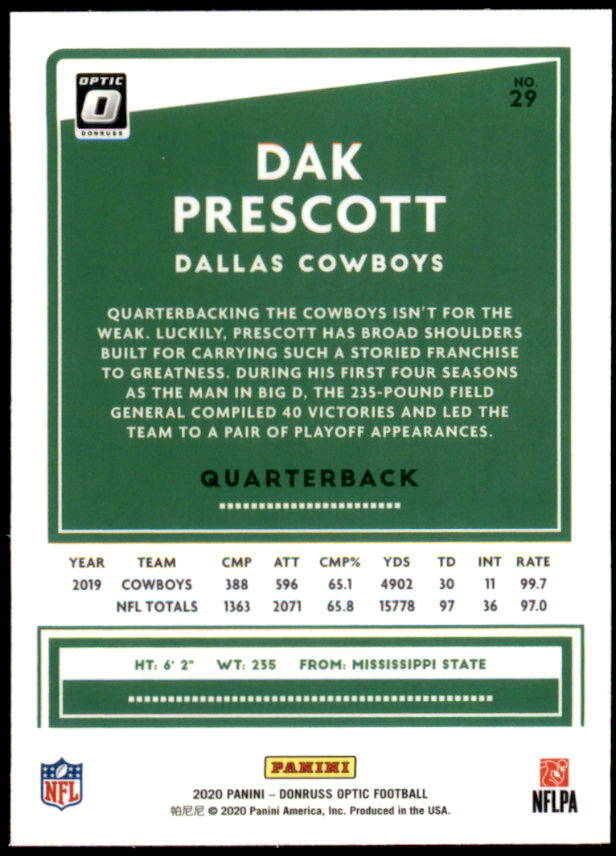 OPTIC
O
DONRUSS
NO.
29
DAK
PRESCOTT
DALLAS COWBOYS
QUARTERBACKING THE COWBOYS ISN'T FOR THE
WEAK. LUCKILY, PRESCOTT HAS BROAD SHOULDERS
BUILT FOR CARRYING SUCH A STORIED FRANCHISE
TO GREATNESS. DURING HIS FIRST FOUR SEASONS
AS THE MAN IN BIG D, THE 235-POUND FIELD
GENERAL COMPILED 40 VICTORIES AND LED THE
TEAM TO A PAIR OF PLAYOFF APPEARANCES.
QUARTERBACK
YEAR TEAM CMP ATT CMP% YDS TD INT RATE
2019 COWBOYS 388 596 65.1 4902 30 11 99.7
NFL TOTALS 1363 2071 65.8 15778 97 36 97.0
HT: 6' 2" WT: 235 FROM: MISSISSIPPI STATE
NFL
PANINI
2020 PANINI – DONRUSS OPTIC FOOTBALL
帕尼尼 © 2020 Panini America, Inc. Produced in the USA.
NFLPA